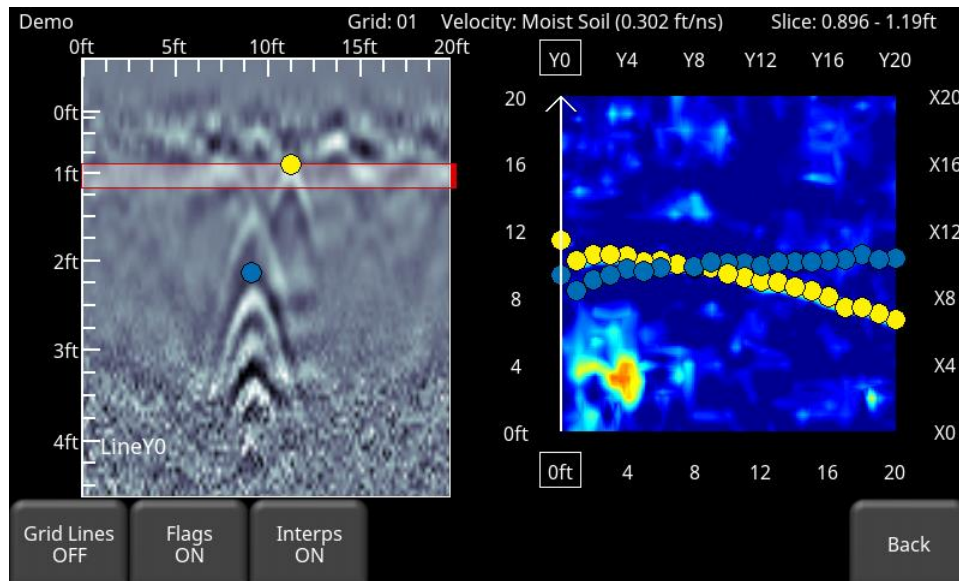 Demo Grid: 01 Velocity: Moist Soil (0.302 ft/ns) Slice: 0.896 - 1.19ft
0ft 5ft 10ft 15ft 20ft
0ft
1ft
2ft
3ft
4ft
LineY0
Y0 Y4 Y8 Y12 Y16 Y20
20 X20
16 X16
12 X12
8 X8
4 X4
0ft X0
0ft 4 8 12 16 20
Grid Lines
OFF
Flags
ON
Interps
ON
Back